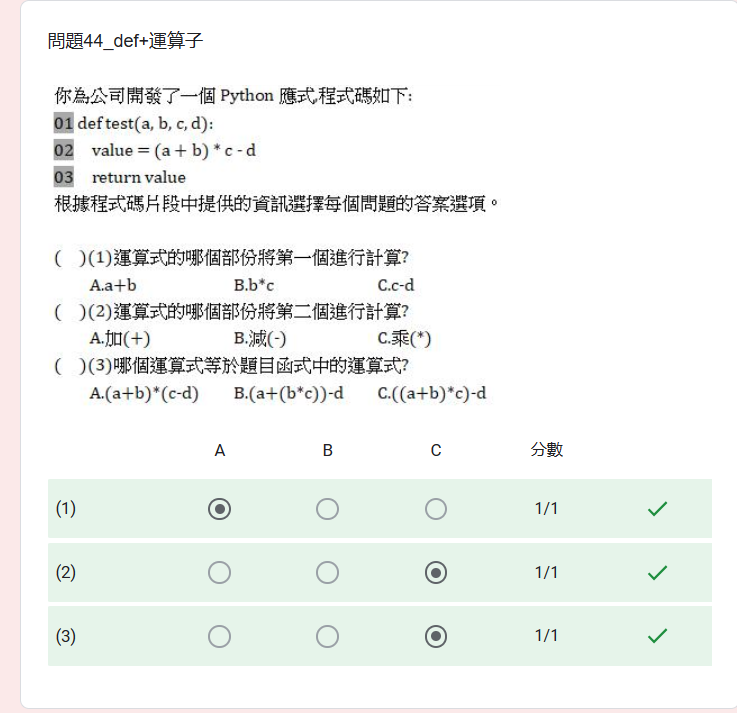 問題44_def+運算子
你為公司開發了一個 Python 應式,程式碼如下:
01 def test(a, b, c, d):
02 value = (a + b) * c - d
03 return value
根據程式碼片段中提供的資訊選擇每個問題的答案選項。
( )(1)運算式的哪個部份將第一個進行計算?
A.a+b B.b*c C.c-d
( )(2)運算式的哪個部份將第二個進行計算?
A.加(+) B.減(-) C.乘(*)
( )(3)哪個運算式等於題目函式中的運算式?
A.(a+b)*(c-d) B.(a+(b*c))-d C.((a+b)*c)-d
A B C 分數
(1) 1/1
(2) 1/1
(3) 1/1